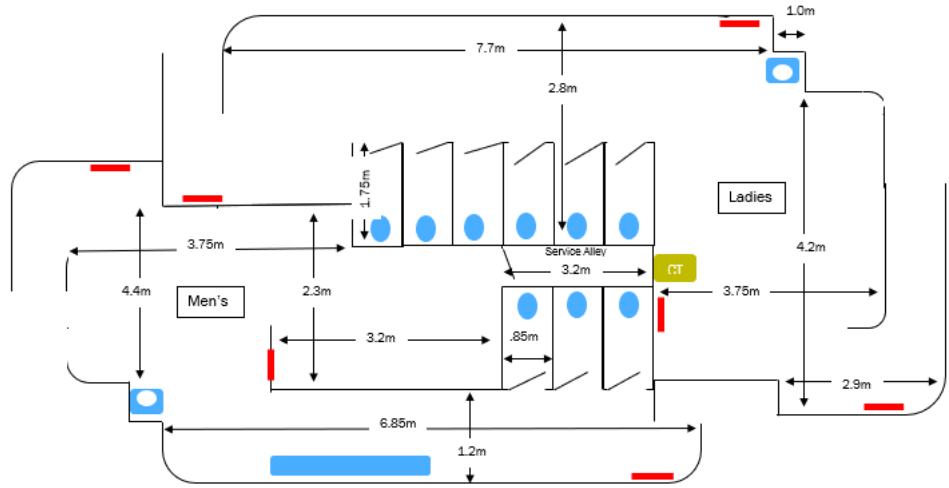 1.0m
7.7m
2.8m
1.75m
Ladies
3.75m
4.2m
Service Alley
3.2m
CT
4.4m
Men's
2.3m
3.75m
3.2m
.85m
2.9m
6.85m
1.2m